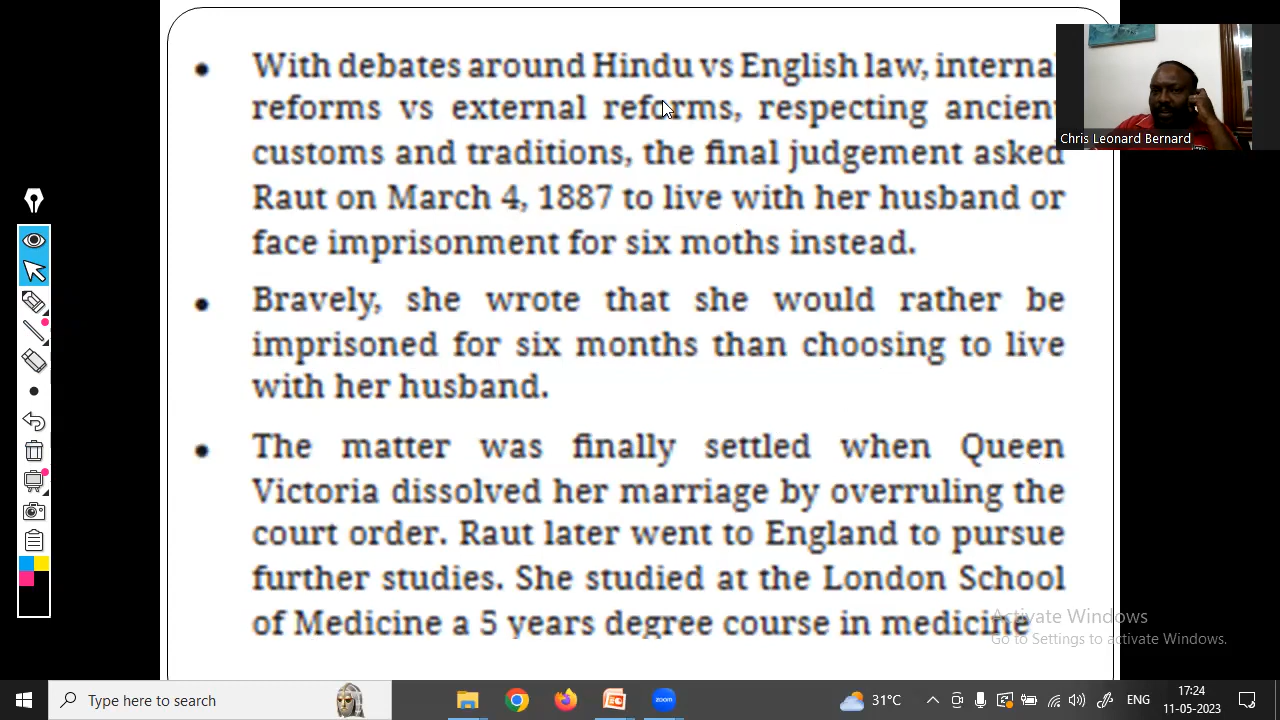 With debates around Hindu vs English law, internal
reforms vs external reforms, respecting ancient
customs and traditions, the final judgement asked
Raut on March 4, 1887 to live with her husband or
face imprisonment for six moths instead.
Bravely, she wrote that she would rather be
imprisoned for six months than choosing to live
with her husband.
The matter was finally settled when Queen
Victoria dissolved her marriage by overruling the
court order. Raut later went to England to pursue
further studies. She studied at the London School
of Medicine a 5 years degree course in medicine
Chris Leonard Bernard
Activate Windows
Go to Settings to activate Windows.
Type here to search
zoom
31°C
ENG
17:24
11-05-2023